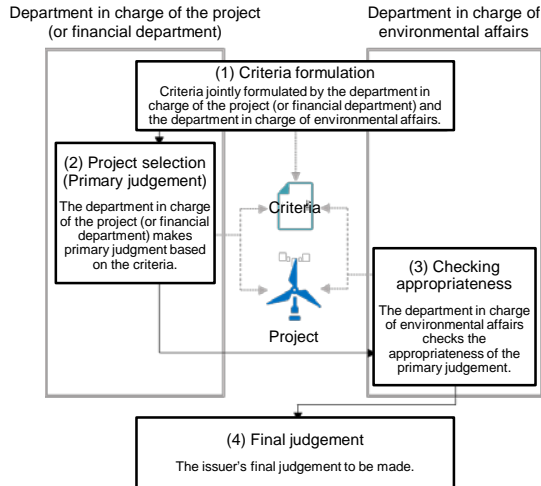 Department in charge of the project
(or financial department)
Department in charge of
environmental affairs
(1) Criteria formulation
Criteria jointly formulated by the department in
charge of the project (or financial department) and
the department in charge of environmental affairs.
(2) Project selection
(Primary judgement)
The department in charge
of the project (or financial
department) makes
primary judgment based
on the criteria.
Criteria
Project
(3) Checking
appropriateness
The department in charge
of environmental affairs
checks the
appropriateness of the
primary judgement.
(4) Final judgement
The issuer's final judgement to be made.